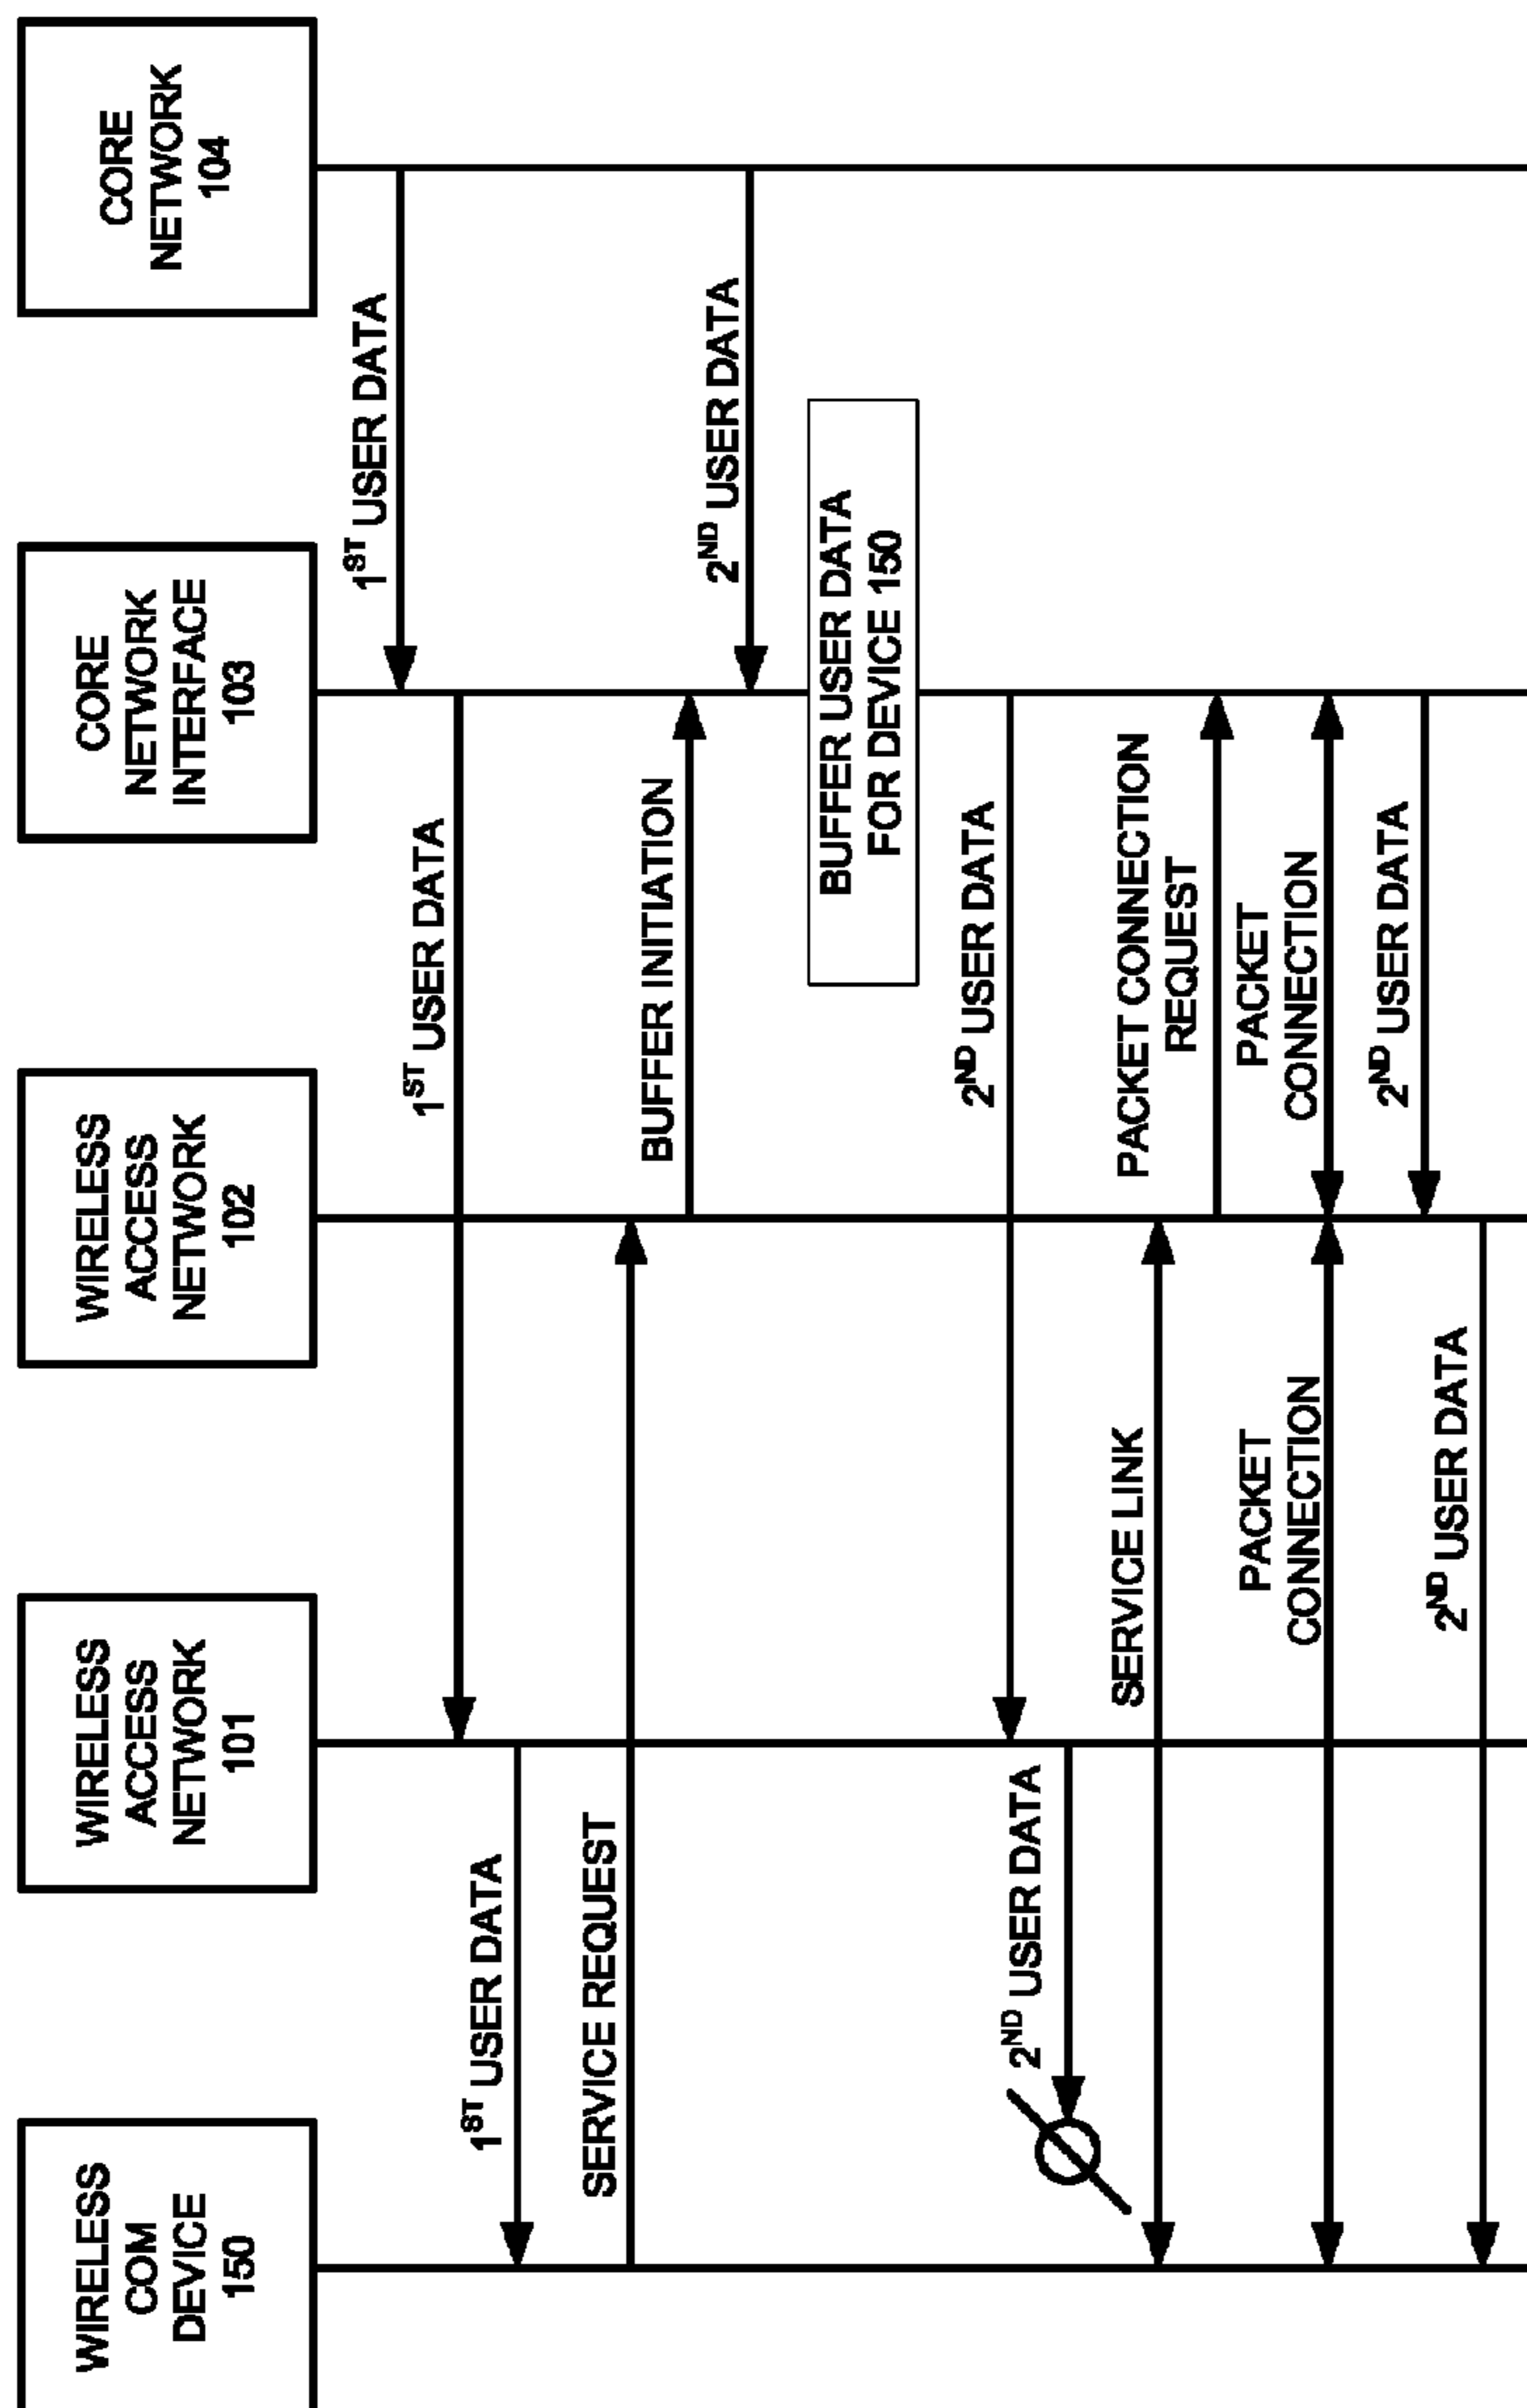 WIRELESS
COM
DEVICE
150
WIRELESS
ACCESS
NETWORK
101
WIRELESS
ACCESS
NETWORK
102
CORE
NETWORK
INTERFACE
103
CORE
NETWORK
104
1ST USER DATA
1ST USER DATA
1ST USER DATA
SERVICE REQUEST
BUFFER INITIATION
2ND USER DATA
BUFFER USER DATA
FOR DEVICE 150
2ND USER DATA
2ND USER DATA
SERVICE LINK
PACKET CONNECTION
REQUEST
PACKET
CONNECTION
PACKET
CONNECTION
2ND USER DATA
2ND USER DATA